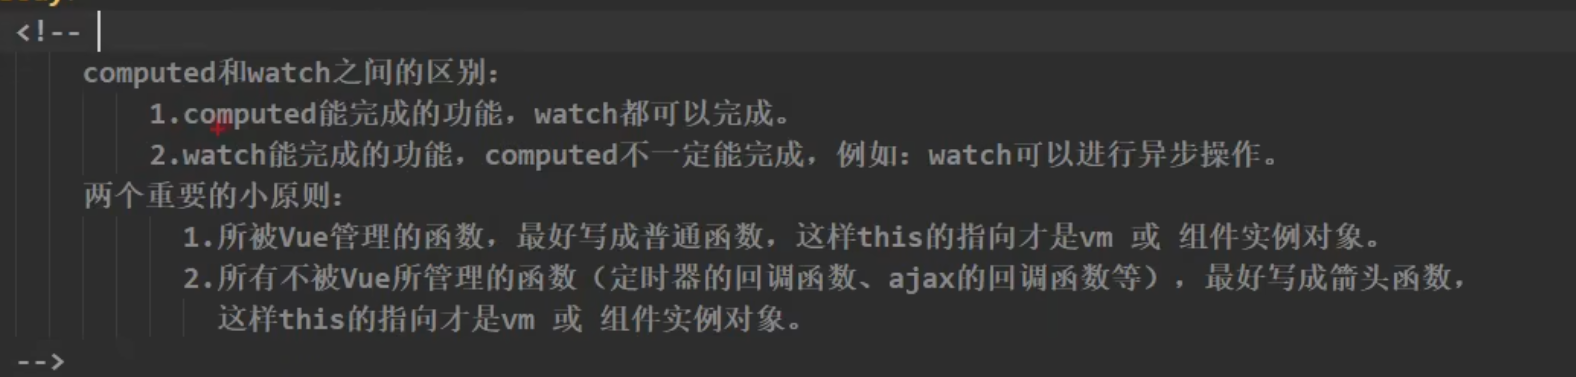 <!--
computed和watch之间的区别：
1.computed能完成的功能，watch都可以完成。
2.watch能完成的功能，computed不一定能完成，例如：watch可以进行异步操作。
两个重要的小原则：
1.所被Vue管理的函数，最好写成普通函数，这样this的指向才是vm 或 组件实例对象。
2.所有不被Vue所管理的函数（定时器的回调函数、ajax的回调函数等），最好写成箭头函数，
这样this的指向才是vm 或 组件实例对象。
-->